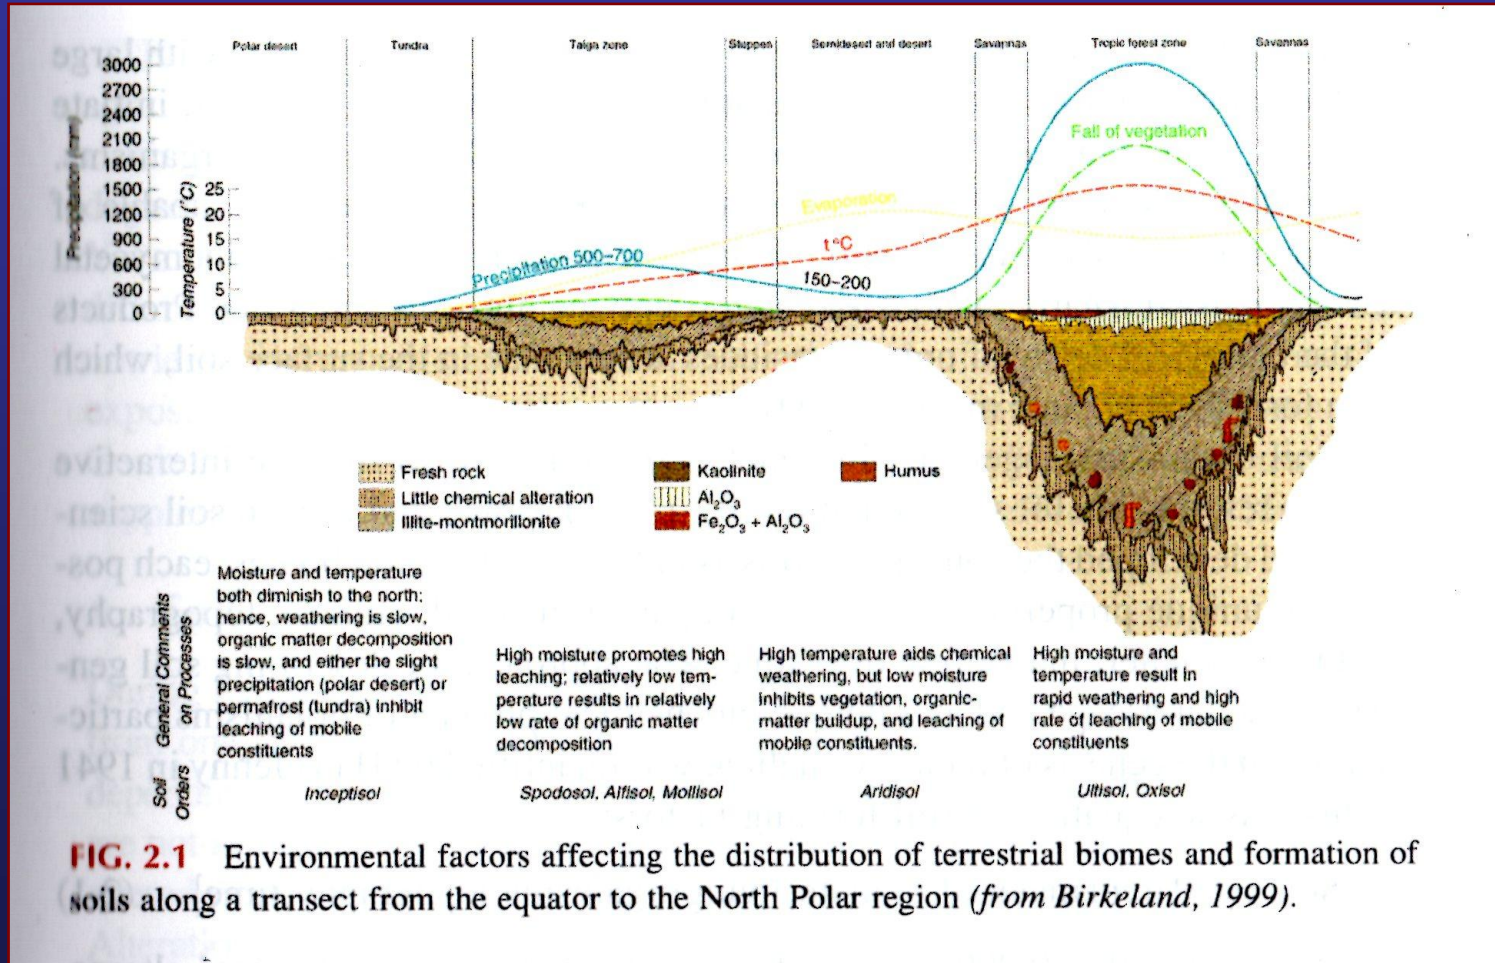 Polar desert
Tundra
Taiga zone
Steppes
Semidesert and desert
Savannas
Tropic forest zone
Savannas
Precipitation (mm)
3000
2700
2400
2100
1800
1500
1200
900
600
300
0
Temperature (°C)
25
20
15
10
5
0
Fall of vegetation
Evaporation
t°C
Precipitation 500–700
150–200
Fresh rock
Little chemical alteration
Illite-montmorillonite
Kaolinite
Al₂O₃
Fe₂O₃ + Al₂O₃
Humus
General Comments
on Processes
Moisture and temperature
both diminish to the north;
hence, weathering is slow,
organic matter decomposition
is slow, and either the slight
precipitation (polar desert) or
permafrost (tundra) inhibit
leaching of mobile
constituents
High moisture promotes high
leaching; relatively low tem-
perature results in relatively
low rate of organic matter
decomposition
High temperature aids chemical
weathering, but low moisture
inhibits vegetation, organic-
matter buildup, and leaching of
mobile constituents.
High moisture and
temperature result in
rapid weathering and high
rate of leaching of mobile
constituents
Soil
Orders
Inceptisol
Spodosol, Alfisol, Mollisol
Aridisol
Ultisol, Oxisol
FIG. 2.1 Environmental factors affecting the distribution of terrestrial biomes and formation of
soils along a transect from the equator to the North Polar region (from Birkeland, 1999).